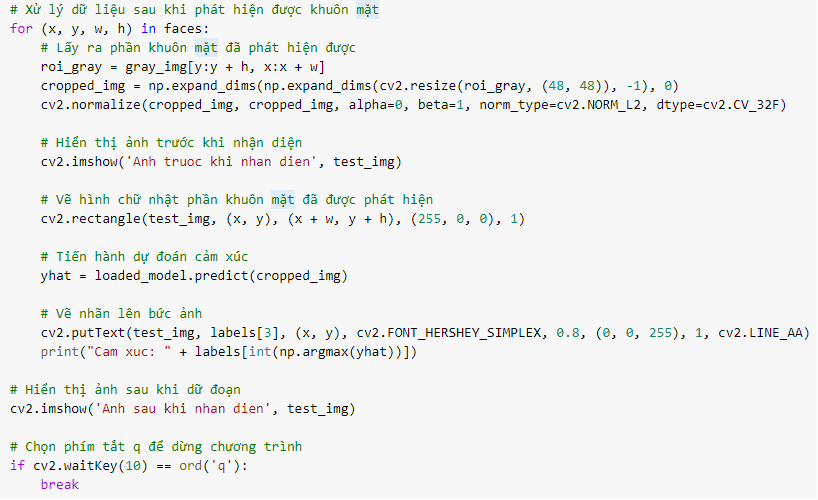 # Xử lý dữ liệu sau khi phát hiện được khuôn mặt
for (x, y, w, h) in faces:
    # Lấy ra phần khuôn mặt đã phát hiện được
    roi_gray = gray_img[y:y + h, x:x + w]
    cropped_img = np.expand_dims(np.expand_dims(cv2.resize(roi_gray, (48, 48)), -1), 0)
    cv2.normalize(cropped_img, cropped_img, alpha=0, beta=1, norm_type=cv2.NORM_L2, dtype=cv2.CV_32F)

    # Hiển thị ảnh trước khi nhận diện
    cv2.imshow('Anh truoc khi nhan dien', test_img)

    # Vẽ hình chữ nhật phần khuôn mặt đã được phát hiện
    cv2.rectangle(test_img, (x, y), (x + w, y + h), (255, 0, 0), 1)

    # Tiến hành dự đoán cảm xúc
    yhat = loaded_model.predict(cropped_img)

    # Vẽ nhãn lên bức ảnh
    cv2.putText(test_img, labels[3], (x, y), cv2.FONT_HERSHEY_SIMPLEX, 0.8, (0, 0, 255), 1, cv2.LINE_AA)
    print("Cam xuc: " + labels[int(np.argmax(yhat))])

# Hiển thị ảnh sau khi dữ đoạn
cv2.imshow('Anh sau khi nhan dien', test_img)

# Chọn phím tắt q để dừng chương trình
if cv2.waitKey(10) == ord('q'):
    break